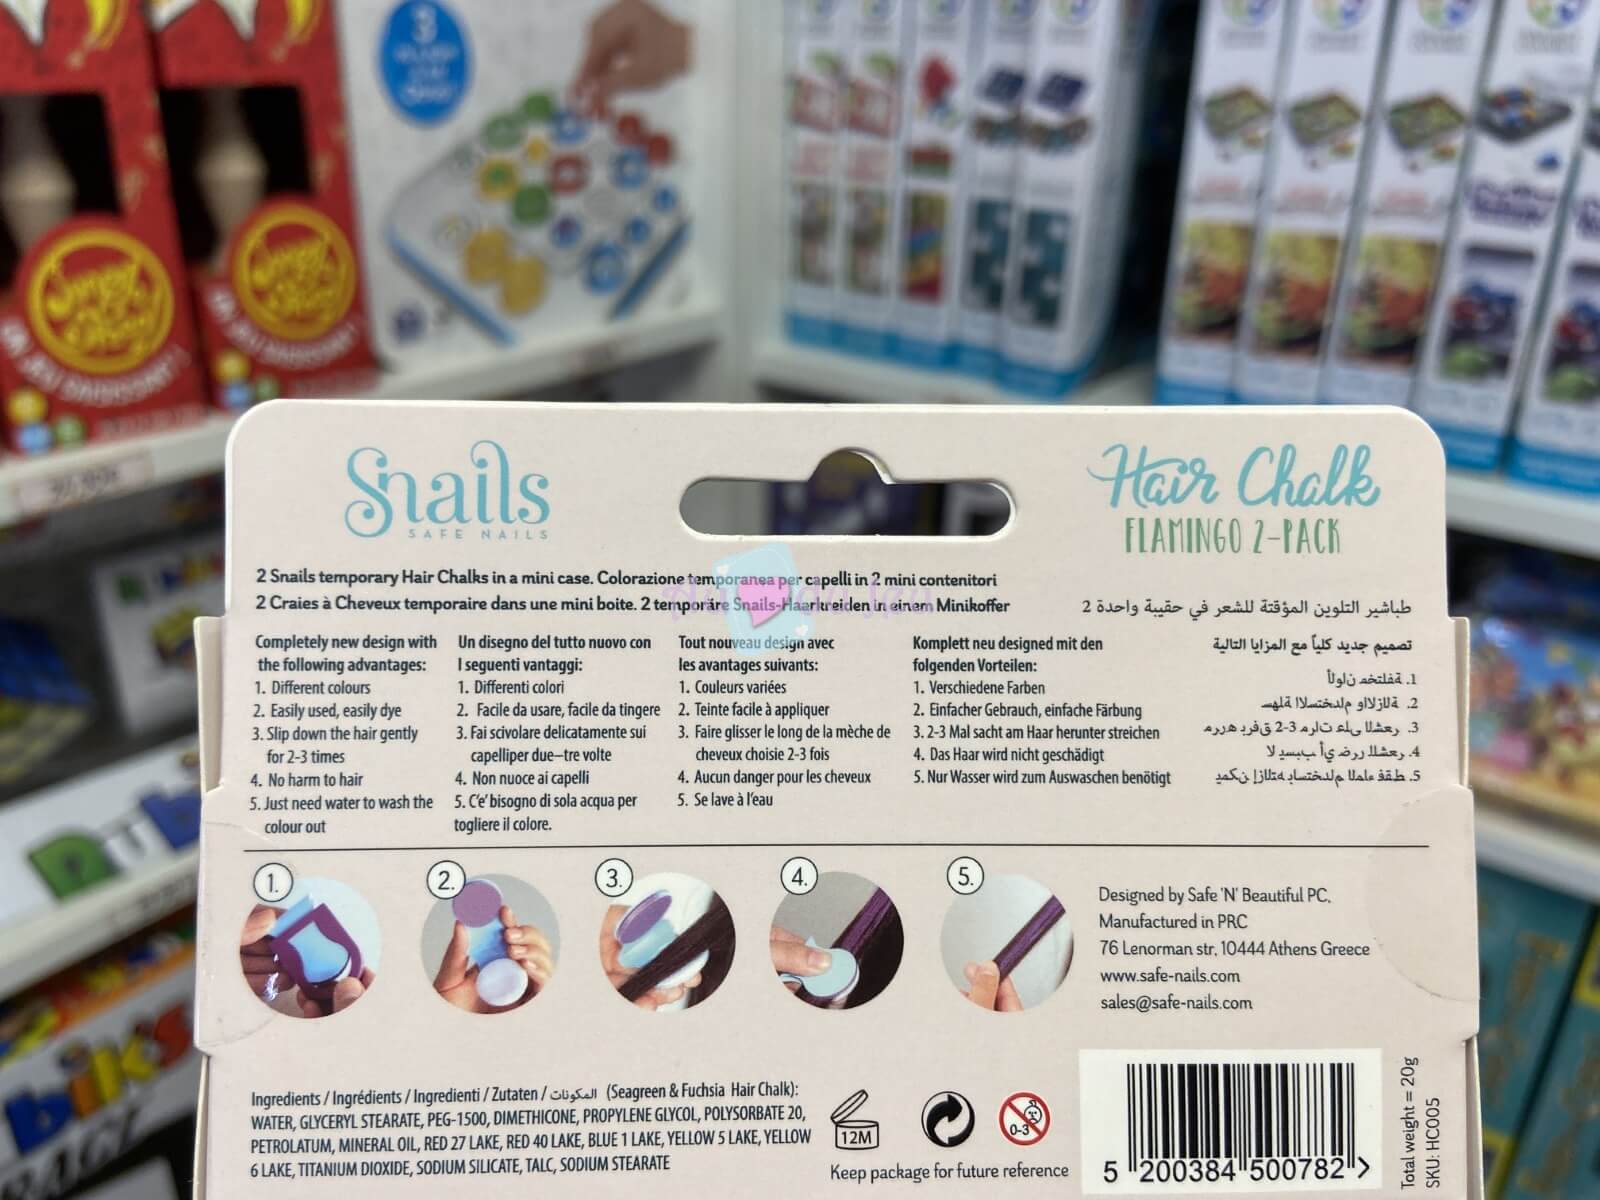 Snails
SAFE NAILS
Hair Chalk
FLAMINGO 2-PACK
2 Snails temporary Hair Chalks in a mini case. Colorazione temporanea per capelli in 2 mini contenitori
2 Craies à Cheveux temporaire dans une mini boite. 2 temporäre Snails-Haarkreiden in einem Minikoffer
طباشير التلوين المؤقتة للشعر في حقيبة واحدة 2
Completely new design with
the following advantages:
1. Different colours
2. Easily used, easily dye
3. Slip down the hair gently
for 2-3 times
4. No harm to hair
5. Just need water to wash the
colour out
Un disegno del tutto nuovo con
I seguenti vantaggi:
1. Differenti colori
2. Facile da usare, facile da tingere
3. Fai scivolare delicatamente sui
capelliper due-tre volte
4. Non nuoce ai capelli
5. C'e' bisogno di sola acqua per
togliere il colore.
Tout nouveau design avec
les avantages suivants:
1. Couleurs variées
2. Teinte facile à appliquer
3. Faire glisser le long de la mèche de
cheveux choisie 2-3 fois
4. Aucun danger pour les cheveux
5. Se lave à l'eau
Komplett neu designed mit den
folgenden Vorteilen:
1. Verschiedene Farben
2. Einfacher Gebrauch, einfache Färbung
3. 2-3 Mal sacht am Haar herunter streichen
4. Das Haar wird nicht geschädigt
5. Nur Wasser wird zum Auswaschen benötigt
تصميم جديد كلياً مع المزايا التالية
1.
2.
3. 2-3
4.
5.
1.
2.
3.
4.
5.
Designed by Safe 'N' Beautiful PC,
Manufactured in PRC
76 Lenorman str, 10444 Athens Greece
www.safe-nails.com
sales@safe-nails.com
Ingredients / Ingrédients / Ingredienti / Zutaten / المكونات (Seagreen & Fuchsia Hair Chalk):
WATER, GLYCERYL STEARATE, PEG-1500, DIMETHICONE, PROPYLENE GLYCOL, POLYSORBATE 20,
PETROLATUM, MINERAL OIL, RED 27 LAKE, RED 40 LAKE, BLUE 1 LAKE, YELLOW 5 LAKE, YELLOW
6 LAKE, TITANIUM DIOXIDE, SODIUM SILICATE, TALC, SODIUM STEARATE
12M
0-3
Keep package for future reference
5 200384 500782 >
Total weight = 20g
SKU: HC005